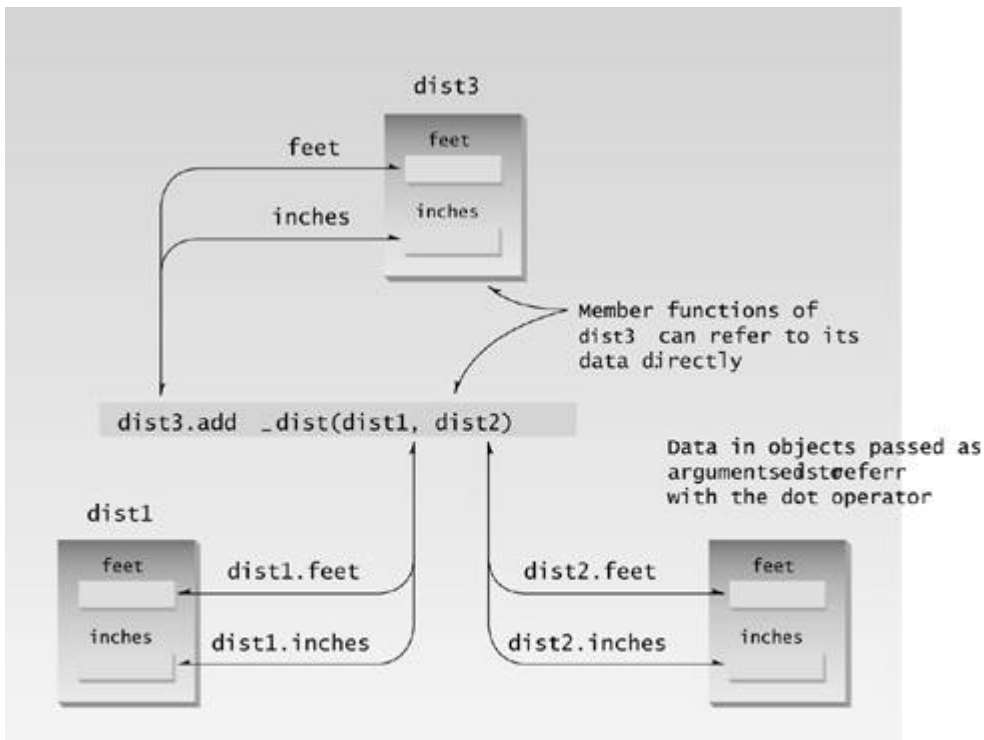 dist3
feet
feet
inches
inches
Member functions of
dist3 can refer to its
data directly
dist3.add _dist(dist1, dist2)
Data in objects passed as
with the dot operator
dist1
feet
dist1.feet
dist2.feet
feet
inches
dist1.inches
dist2.inches
inches